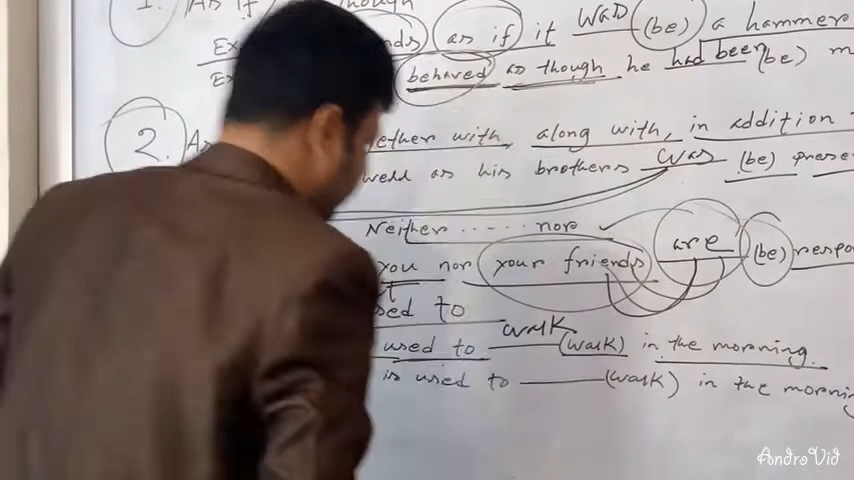 1. As if though
Ex nds as if it was (be) a hammer
Ex behaved as though he had been (be) m
2. As ether with, along with, in addition
well as his brothers was (be) prese
Neither ...... nor
you nor your friends are (be) respo
sed to
used to walk (walk) in the morning.
is used to (walk) in the mornin
AndroVid